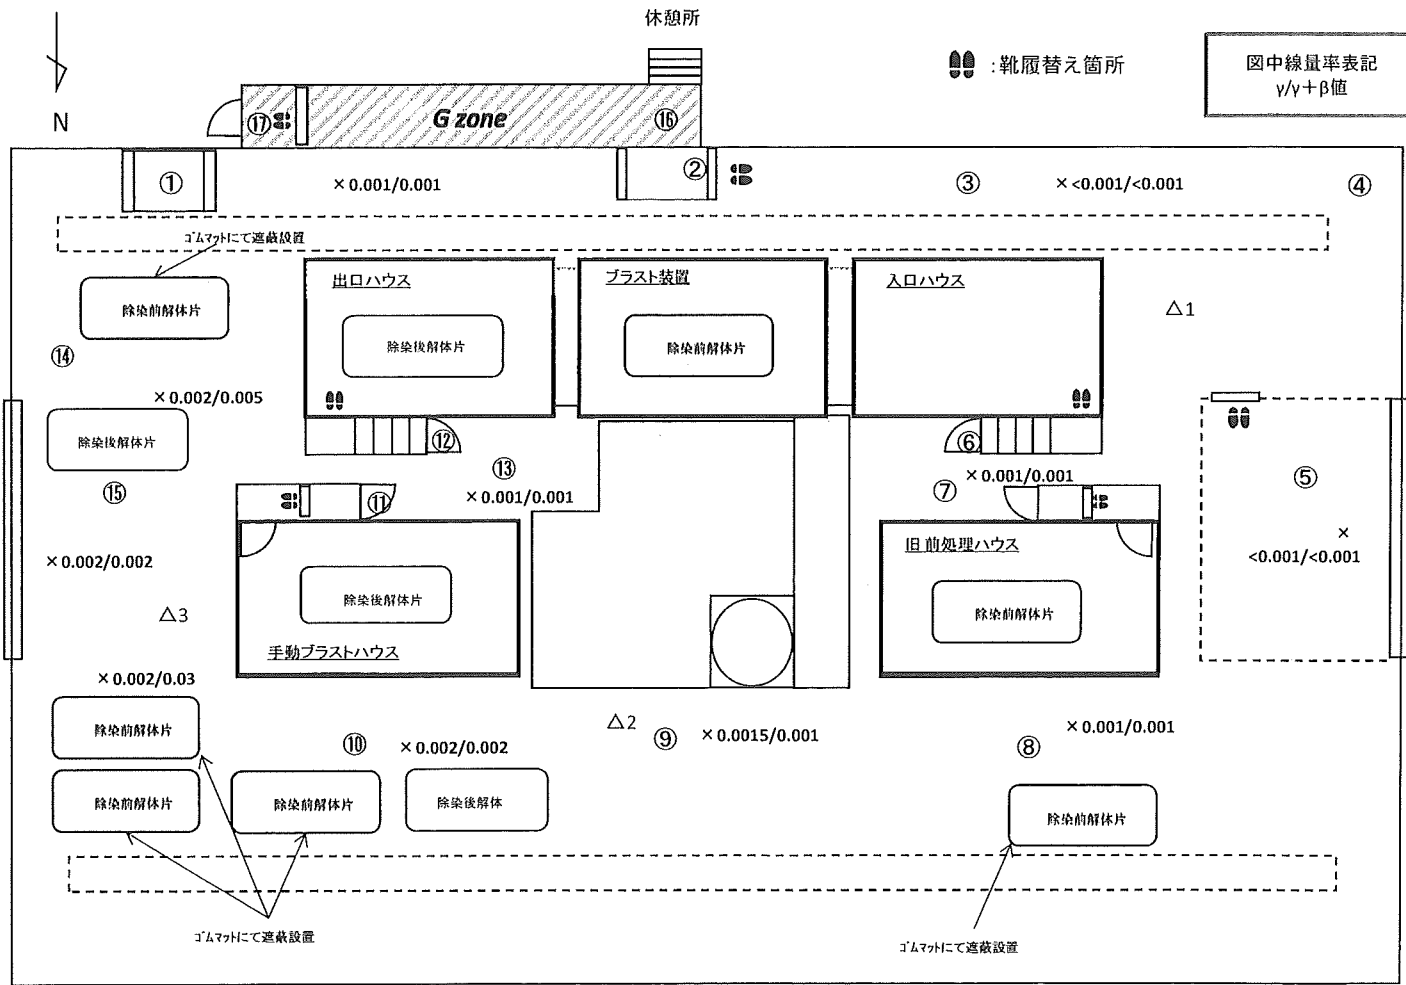 休憩所
:靴履替え箇所
図中線量率表記
γ/γ+β値
N
⑰
G zone
⑯
①
× 0.001/0.001
②
③
× <0.001/<0.001
④
ゴムマットにて遮蔽設置
除染前解体片
出口ハウス
除染後解体片
ブラスト装置
除染前解体片
入口ハウス
△1
⑭
× 0.002/0.005
除染後解体片
⑮
⑫
⑬
× 0.001/0.001
⑥
⑦
× 0.001/0.001
⑤
×
<0.001/<0.001
⑪
× 0.002/0.002
△3
除染後解体片
手動ブラストハウス
旧前処理ハウス
除染前解体片
× 0.002/0.03
除染前解体片
除染前解体片
⑩
× 0.002/0.002
除染前解体片
除染後解体
△2
⑨
× 0.0015/0.001
⑧
× 0.001/0.001
除染前解体片
ゴムマットにて遮蔽設置
ゴムマットにて遮蔽設置